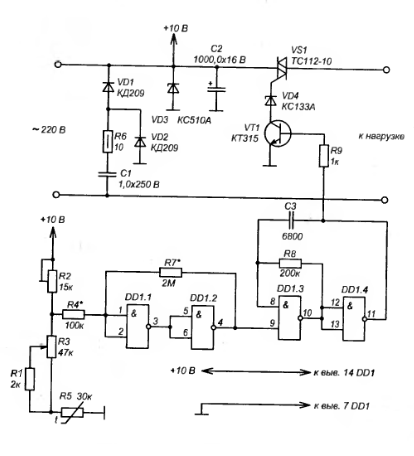 +10 В
C2
1000,0x16 В
VS1
ТС112-10
VD1
КД209
+
VD4
КС133А
VD3
КС510А
VT1
КТ315
~220 В
R6
10
VD2
КД209
R9
1к
к нагрузке
C1
1,0x250 В
+10 В
C3
6800
R2
15к
R7*
2М
R8
200к
R4*
100к
DD1.1
DD1.2
DD1.3
DD1.4
1
&
3
2
5
&
4
6
8
&
10
9
12
&
11
13
R3
47к
R1
2к
R5 30к
t
+10 В
к выв. 14 DD1
к выв. 7 DD1